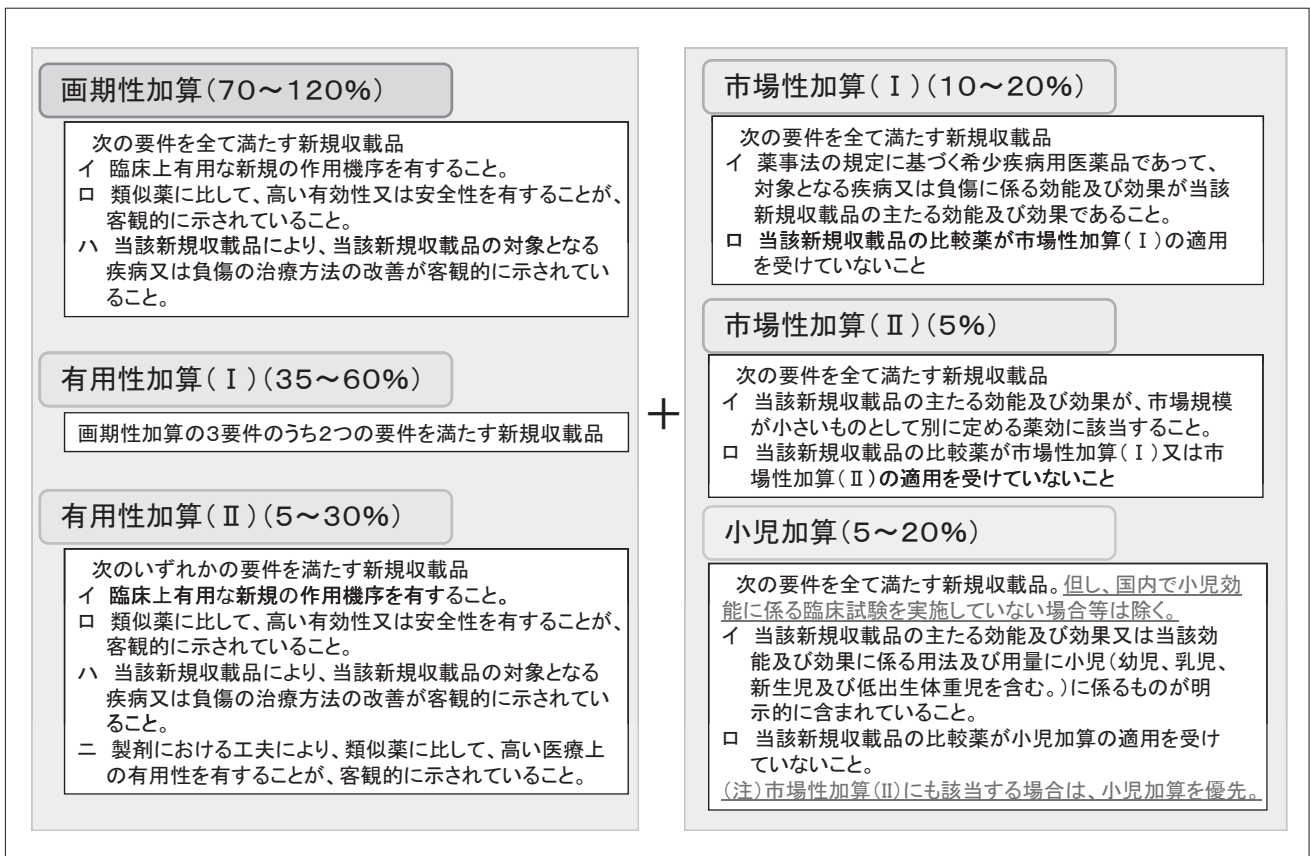 画期性加算(70～120%)
次の要件を全て満たす新規収載品
イ 臨床上有用な新規の作用機序を有すること。
ロ 類似薬に比して、高い有効性又は安全性を有することが、
客観的に示されていること。
ハ 当該新規収載品により、当該新規収載品の対象となる
疾病又は負傷の治療方法の改善が客観的に示されてい
ること。
有用性加算(Ⅰ)(35～60%)
画期性加算の3要件のうち2つの要件を満たす新規収載品
有用性加算(Ⅱ)(5～30%)
次のいずれかの要件を満たす新規収載品
イ 臨床上有用な新規の作用機序を有すること。
ロ 類似薬に比して、高い有効性又は安全性を有することが、
客観的に示されていること。
ハ 当該新規収載品により、当該新規収載品の対象となる
疾病又は負傷の治療方法の改善が客観的に示されてい
ること。
ニ 製剤における工夫により、類似薬に比して、高い医療上
の有用性を有することが、客観的に示されていること。
＋
市場性加算(Ⅰ)(10～20%)
次の要件を全て満たす新規収載品
イ 薬事法の規定に基づく希少疾病用医薬品であって、
対象となる疾病又は負傷に係る効能及び効果が当該
新規収載品の主たる効能及び効果であること。
ロ 当該新規収載品の比較薬が市場性加算(Ⅰ)の適用
を受けていないこと
市場性加算(Ⅱ)(5%)
次の要件を全て満たす新規収載品
イ 当該新規収載品の主たる効能及び効果が、市場規模
が小さいものとして別に定める薬効に該当すること。
ロ 当該新規収載品の比較薬が市場性加算(Ⅰ)又は市
場性加算(Ⅱ)の適用を受けていないこと
小児加算(5～20%)
次の要件を全て満たす新規収載品。但し、国内で小児効
能に係る臨床試験を実施していない場合等は除く。
イ 当該新規収載品の主たる効能及び効果又は当該効
能及び効果に係る用法及び用量に小児(幼児、乳児、
新生児及び低出生体重児を含む。)に係るものが明
示的に含まれていること。
ロ 当該新規収載品の比較薬が小児加算の適用を受け
ていないこと。
(注)市場性加算(Ⅱ)にも該当する場合は、小児加算を優先。